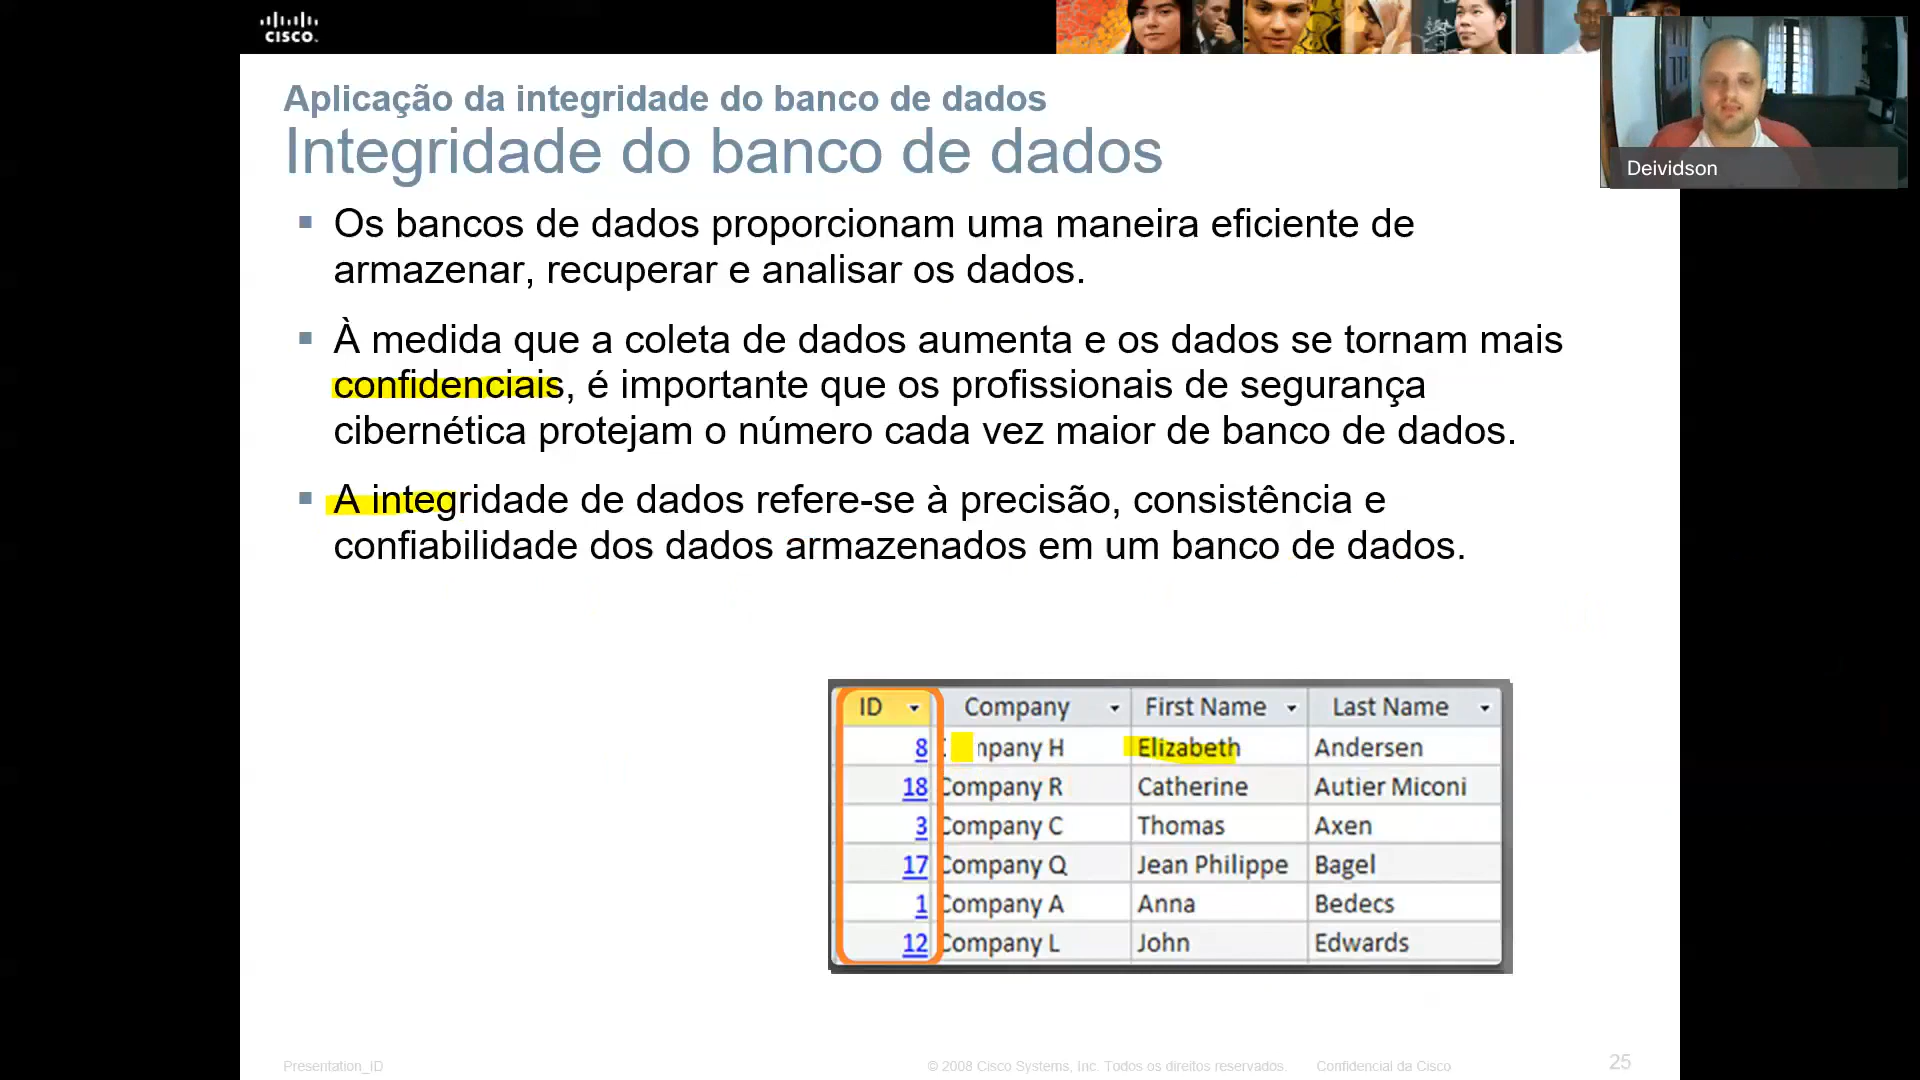 CISCO
Deividson
Aplicação da integridade do banco de dados
Integridade do banco de dados
Os bancos de dados proporcionam uma maneira eficiente de
armazenar, recuperar e analisar os dados.
À medida que a coleta de dados aumenta e os dados se tornam mais
confidenciais, é importante que os profissionais de segurança
cibernética protejam o número cada vez maior de banco de dados.
A integridade de dados refere-se à precisão, consistência e
confiabilidade dos dados armazenados em um banco de dados.
ID Company First Name Last Name
8 H Elizabeth Andersen
18 Company R Catherine Autier Miconi
3 Company C Thomas Axen
17 Company Q Jean Philippe Bagel
1 Company A Anna Bedecs
12 Company L John Edwards
Presentation_ID © 2008 Cisco Systems, Inc. Todos os direitos reservados. Confidencial da Cisco 25